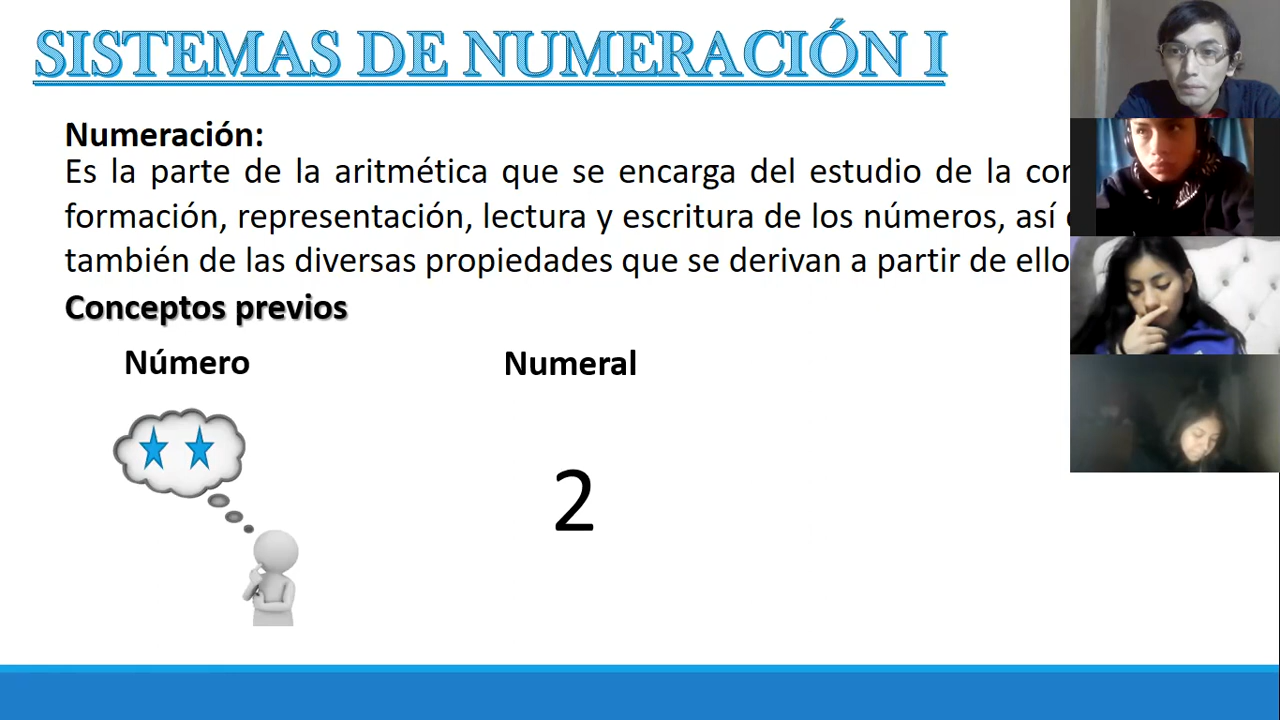 SISTEMAS DE NUMERACIÓN I
Numeración:
Es la parte de la aritmética que se encarga del estudio de la
formación, representación, lectura y escritura de los números, así
también de las diversas propiedades que se derivan a partir de
Conceptos previos
Número Numeral
2